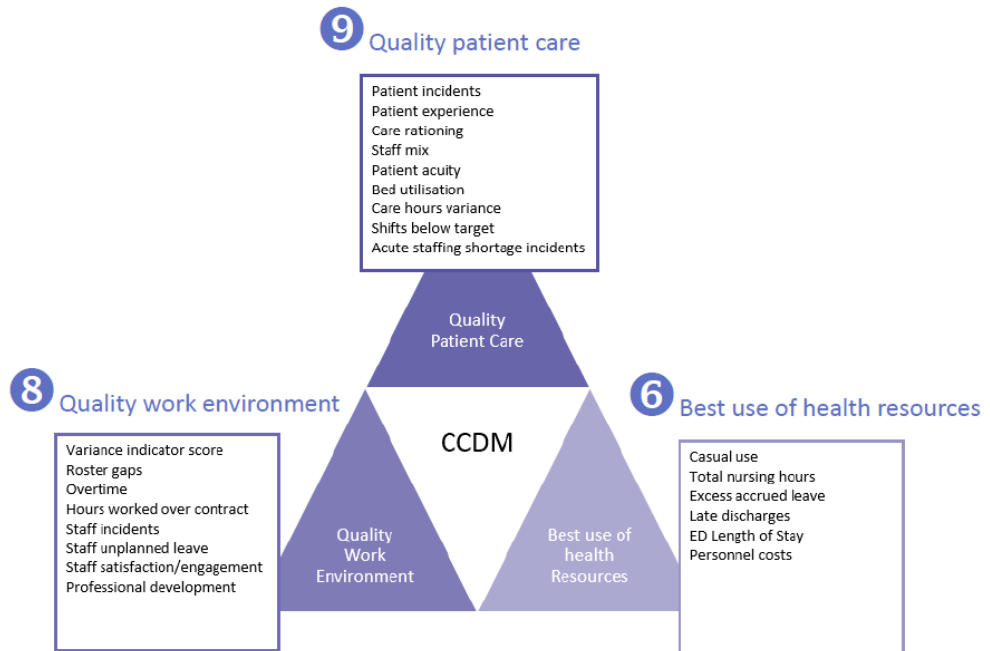 9 Quality patient care
Patient incidents
Patient experience
Care rationing
Staff mix
Patient acuity
Bed utilisation
Care hours variance
Shifts below target
Acute staffing shortage incidents
Quality
Patient Care
8 Quality work environment
Variance indicator score
Roster gaps
Overtime
Hours worked over contract
Staff incidents
Staff unplanned leave
Staff satisfaction/engagement
Professional development
CCDM
Quality
Work
Environment
Best use of
health
Resources
6 Best use of health resources
Casual use
Total nursing hours
Excess accrued leave
Late discharges
ED Length of Stay
Personnel costs